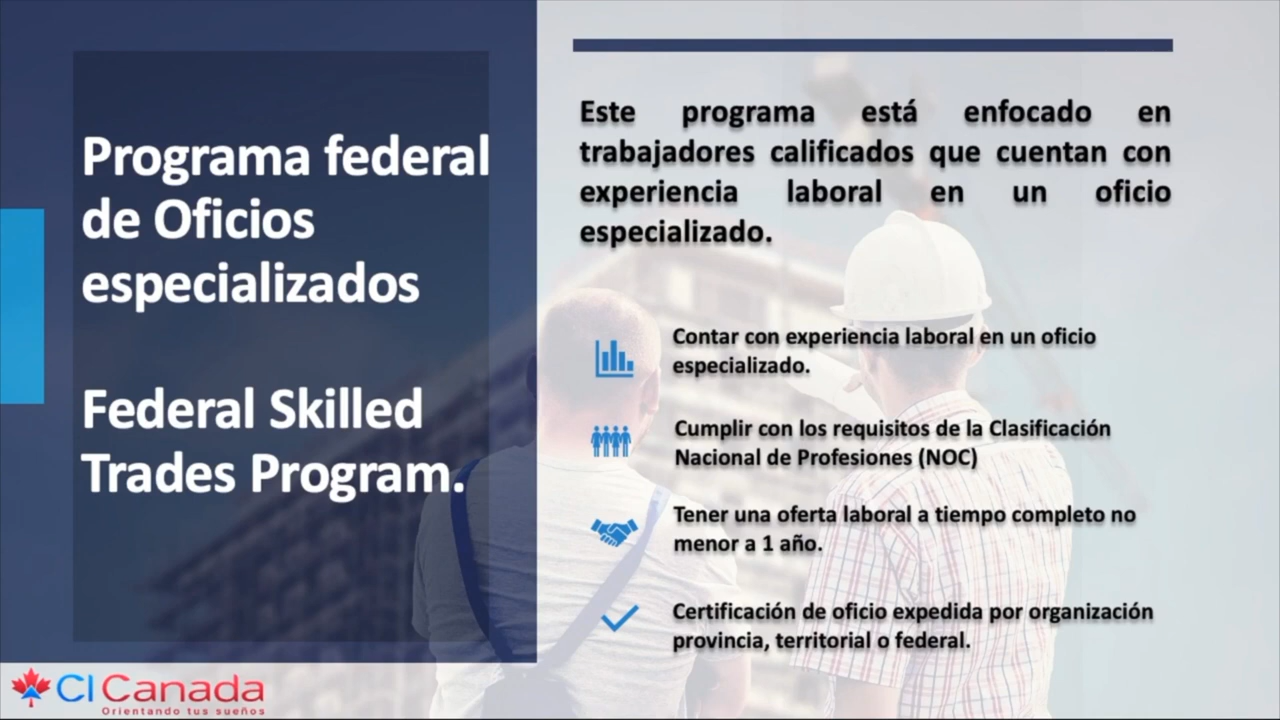 Programa federal
de Oficios
especializados
Federal Skilled
Trades Program.
Este programa está enfocado en
trabajadores calificados que cuentan con
experiencia laboral en un oficio
especializado.
Contar con experiencia laboral en un oficio
especializado.
Cumplir con los requisitos de la Clasificación
Nacional de Profesiones (NOC)
Tener una oferta laboral a tiempo completo no
menor a 1 año.
Certificación de oficio expedida por organización
provincia, territorial o federal.
CI Canada
Orientando tus sueños